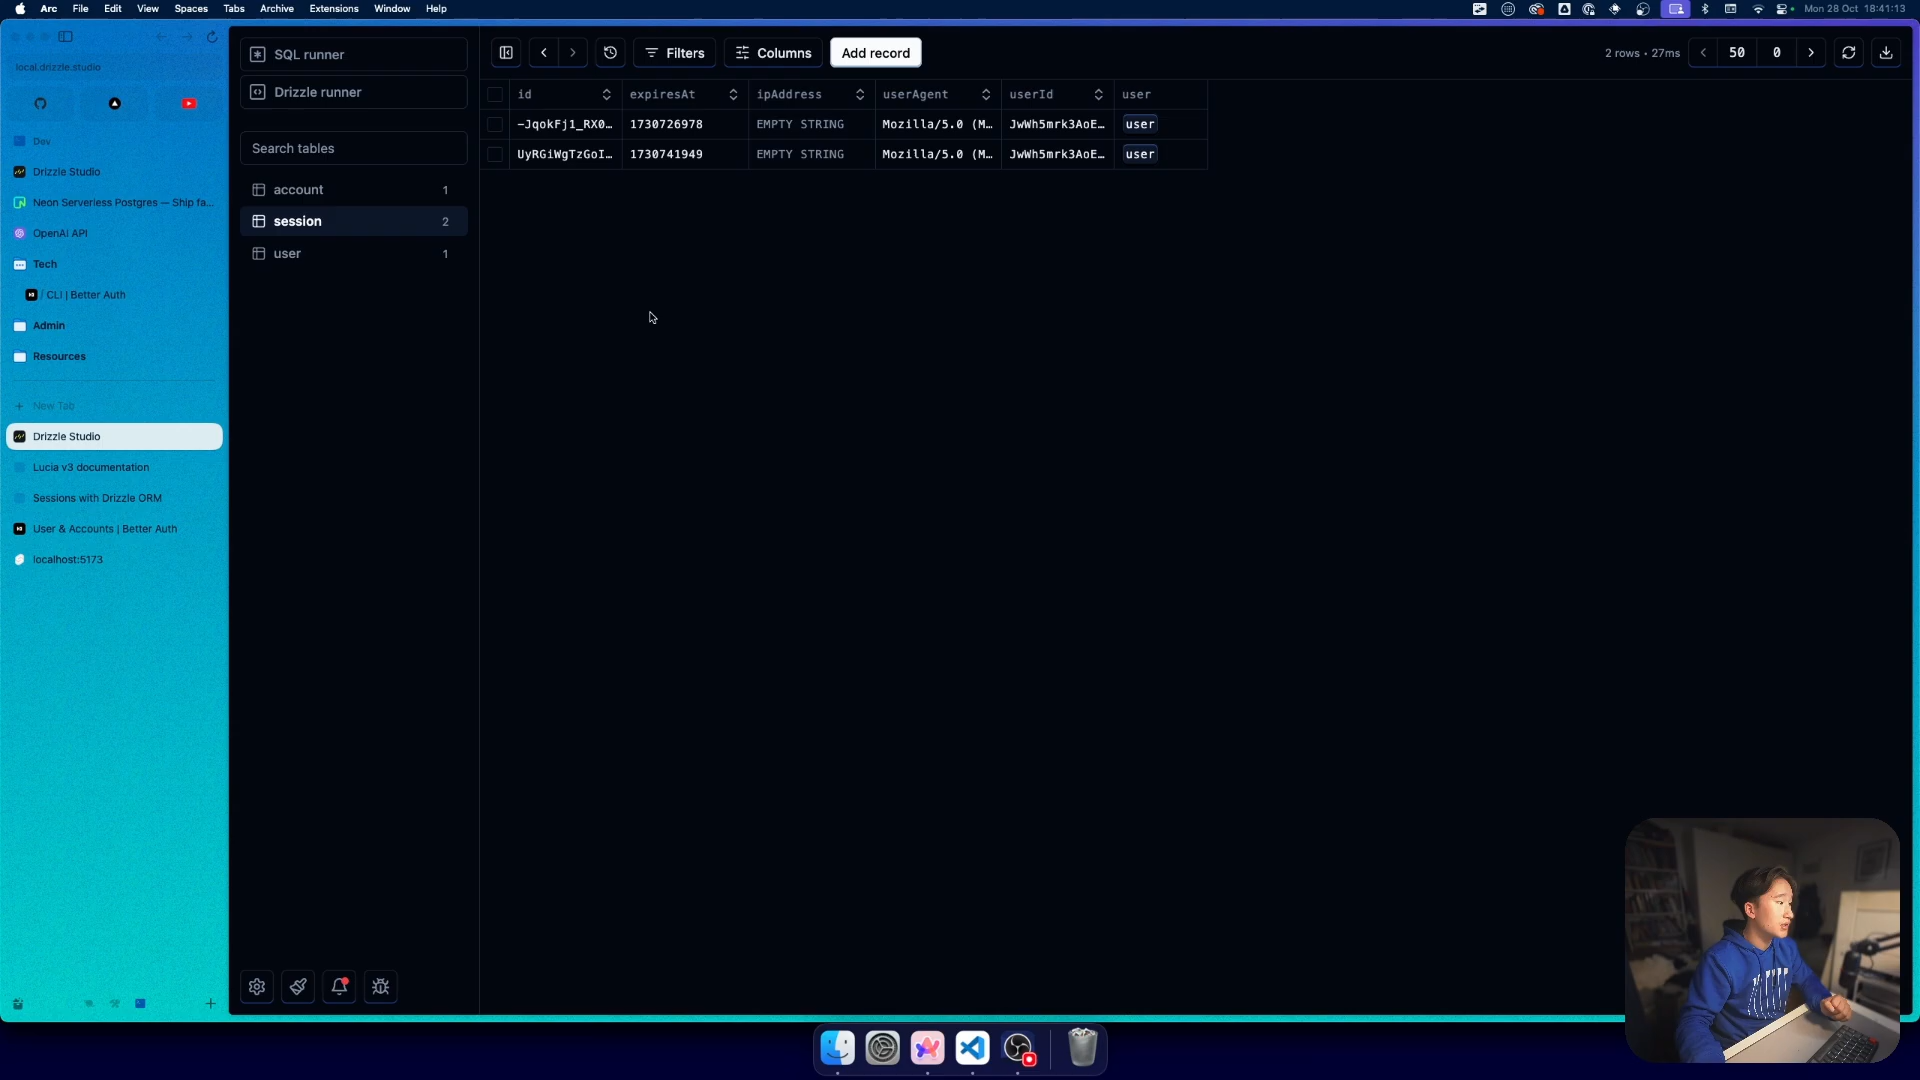 Arc File Edit View Spaces Tabs Archive Extensions Window Help
Mon 28 Oct 18:41:13
local.drizzle.studio
Dev
Drizzle Studio
Neon Serverless Postgres — Ship fa...
OpenAI API
Tech
/ CLI | Better Auth
Admin
Resources
New Tab
Drizzle Studio
Lucia v3 documentation
Sessions with Drizzle ORM
User & Accounts | Better Auth
localhost:5173
SQL runner
Drizzle runner
Search tables
account 1
session 2
user 1
Filters Columns Add record
2 rows • 27ms 50 0
id expiresAt ipAddress userAgent userId user
-JqokFj1_RX0… 1730726978 EMPTY STRING Mozilla/5.0 (M… JwWh5mrk3AoE… user
UyRGiWgTzGoI… 1730741949 EMPTY STRING Mozilla/5.0 (M… JwWh5mrk3AoE… user